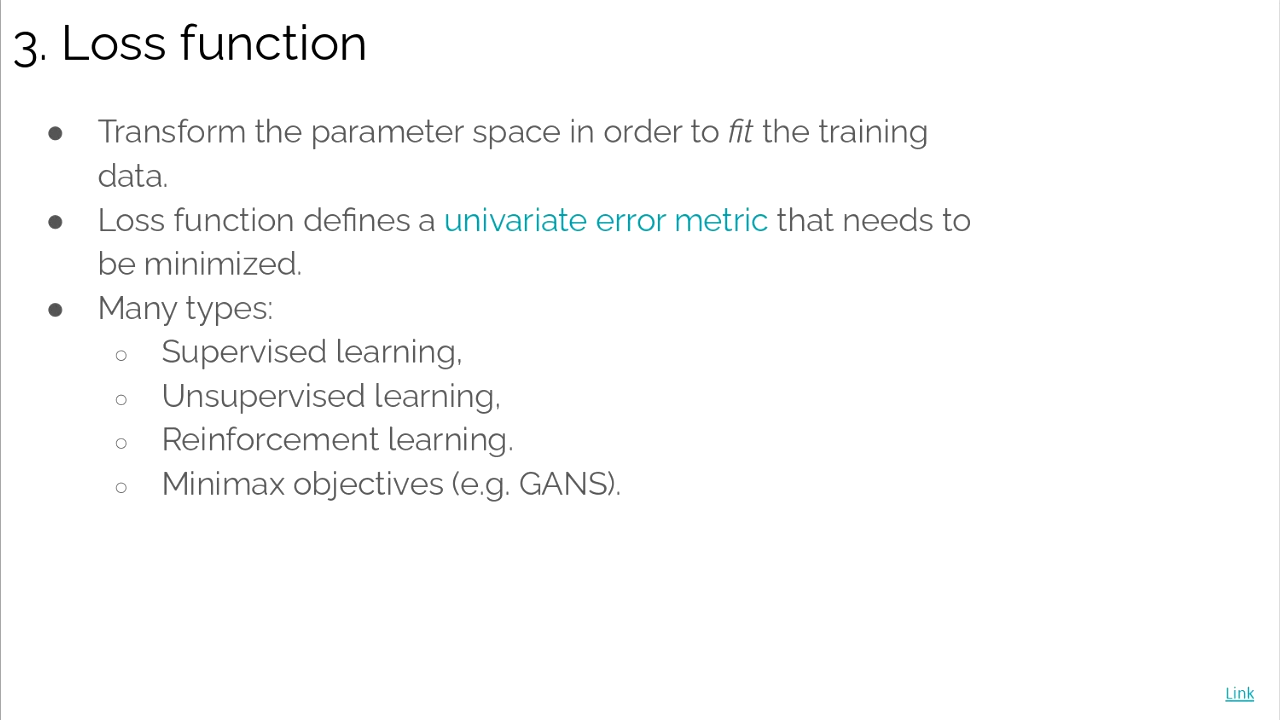 3. Loss function
● Transform the parameter space in order to fit the training
data.
● Loss function defines a univariate error metric that needs to
be minimized.
● Many types:
○ Supervised learning,
○ Unsupervised learning,
○ Reinforcement learning.
○ Minimax objectives (e.g. GANS).
Link